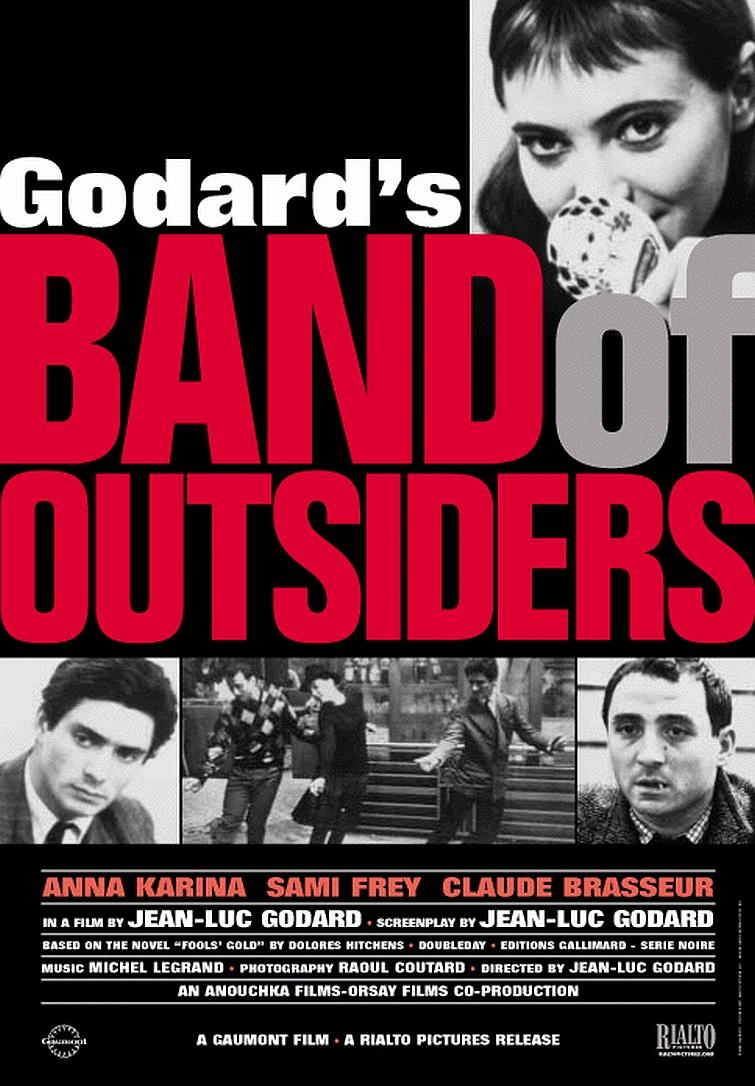 Godard's
BAND of
OUTSIDERS
ANNA KARINA SAMI FREY CLAUDE BRASSEUR
IN A FILM BY JEAN-LUC GODARD • SCREENPLAY BY JEAN-LUC GODARD
BASED ON THE NOVEL “FOOLS' GOLD” BY DOLORES HITCHENS • DOUBLEDAY • EDITIONS GALLIMARD - SERIE NOIRE
MUSIC MICHEL LEGRAND • PHOTOGRAPHY RAOUL COUTARD • DIRECTED BY JEAN-LUC GODARD
AN ANOUCHKA FILMS-ORSAY FILMS CO-PRODUCTION
Gaumont
A GAUMONT FILM • A RIALTO PICTURES RELEASE
RIALTO
PICTURES